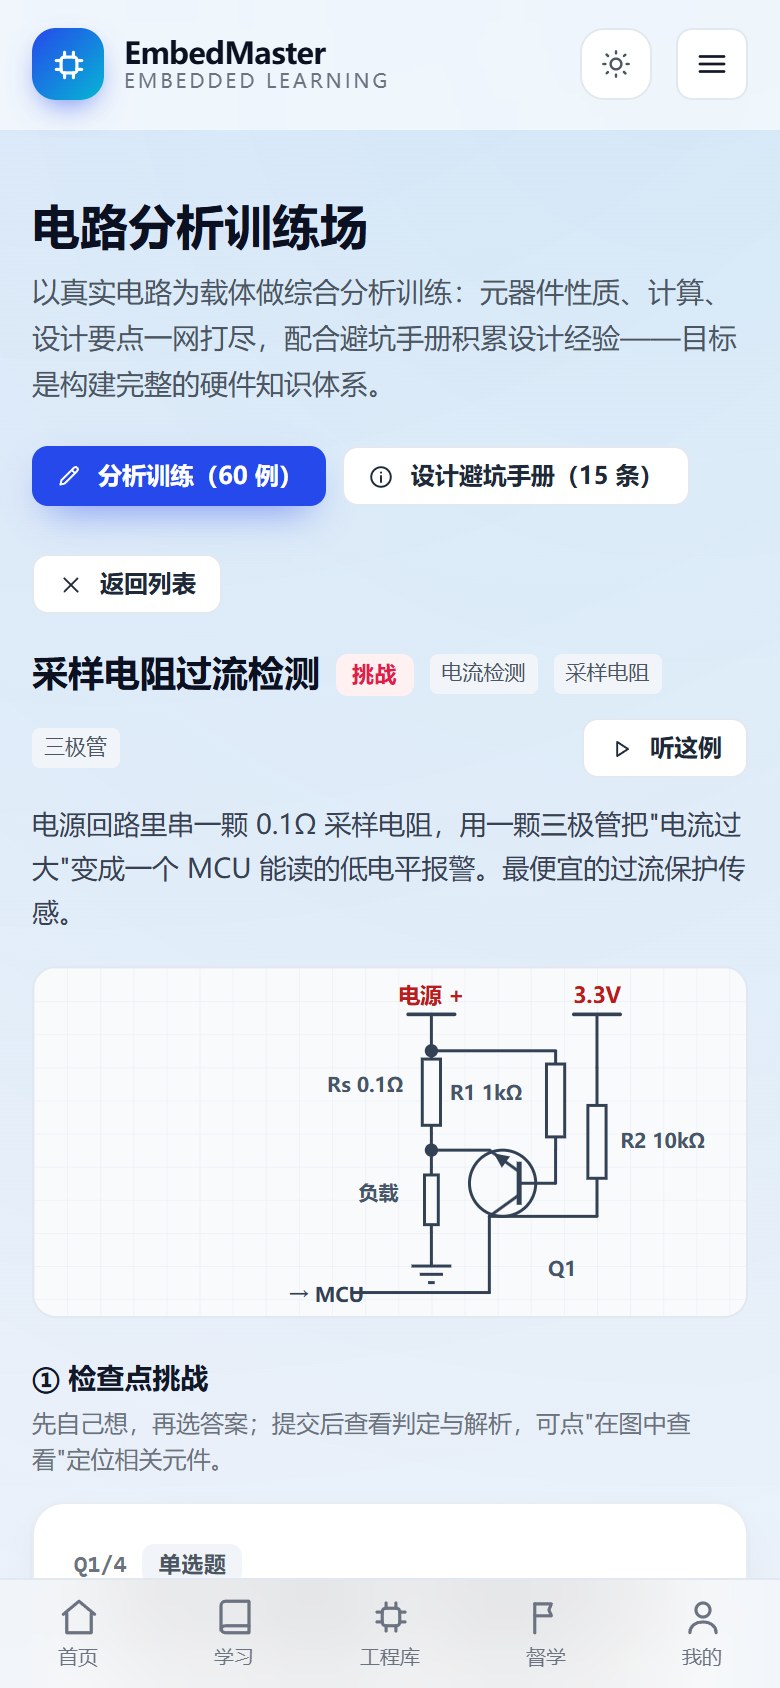 EmbedMaster
EMBEDDED LEARNING
电路分析训练场
以真实电路为载体做综合分析训练：元器件性质、计算、
设计要点一网打尽，配合避坑手册积累设计经验——目标
是构建完整的硬件知识体系。
分析训练（60 例）
设计避坑手册（15 条）
返回列表
采样电阻过流检测 挑战 电流检测 采样电阻
三极管
听这例
电源回路里串一颗 0.1Ω 采样电阻，用一颗三极管把"电流过
大"变成一个 MCU 能读的低电平报警。最便宜的过流保护传
感。
电源 +
3.3V
Rs 0.1Ω
R1 1kΩ
R2 10kΩ
负载
Q1
→ MCU
① 检查点挑战
先自己想，再选答案；提交后查看判定与解析，可点"在图中查
看"定位相关元件。
Q1/4 单选题
首页
学习
工程库
督学
我的